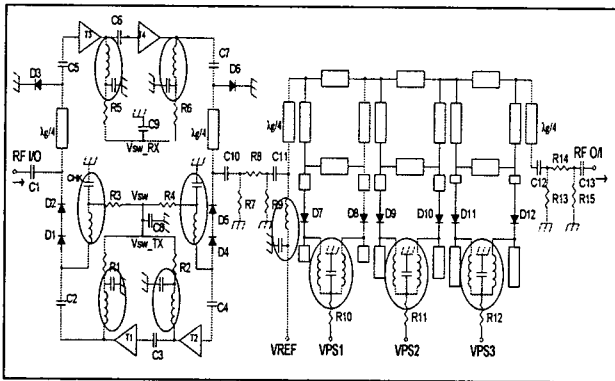 T3
C6
T4
C5
C7
D3
D6
R5
R6
C9
λg/4
λg/4
λg/4
λg/4
Vsw_RX
RF I/O
C1
C10
R8
C11
C12
R14
C13
RF O/I
CHK
R3
Vsw
R4
R7
R9
R13
R15
D2
D5
C8
D7
D8
D9
D10
D11
D12
D1
Vsw_TX
D4
R1
R2
C2
C4
R10
R11
R12
T1
C3
T2
VREF
VPS1
VPS2
VPS3